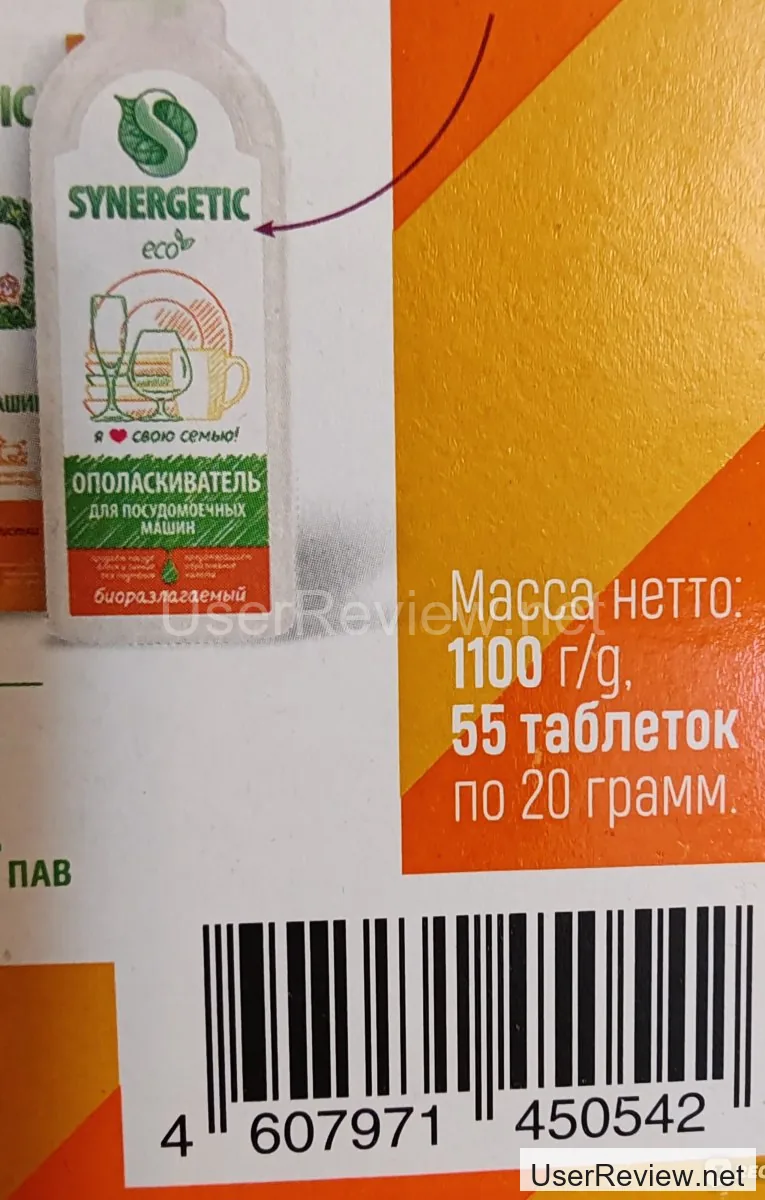 IC
SYNERGETIC
eco
я ❤ свою семью!
ОПОЛАСКИВАТЕЛЬ
ДЛЯ ПОСУДОМОЕЧНЫХ
МАШИН
биоразлагаемый
UserReview.net
Масса нетто:
1100 г/g,
55 таблеток
по 20 грамм.
ПАВ
4 607971 450542
UserReview.net